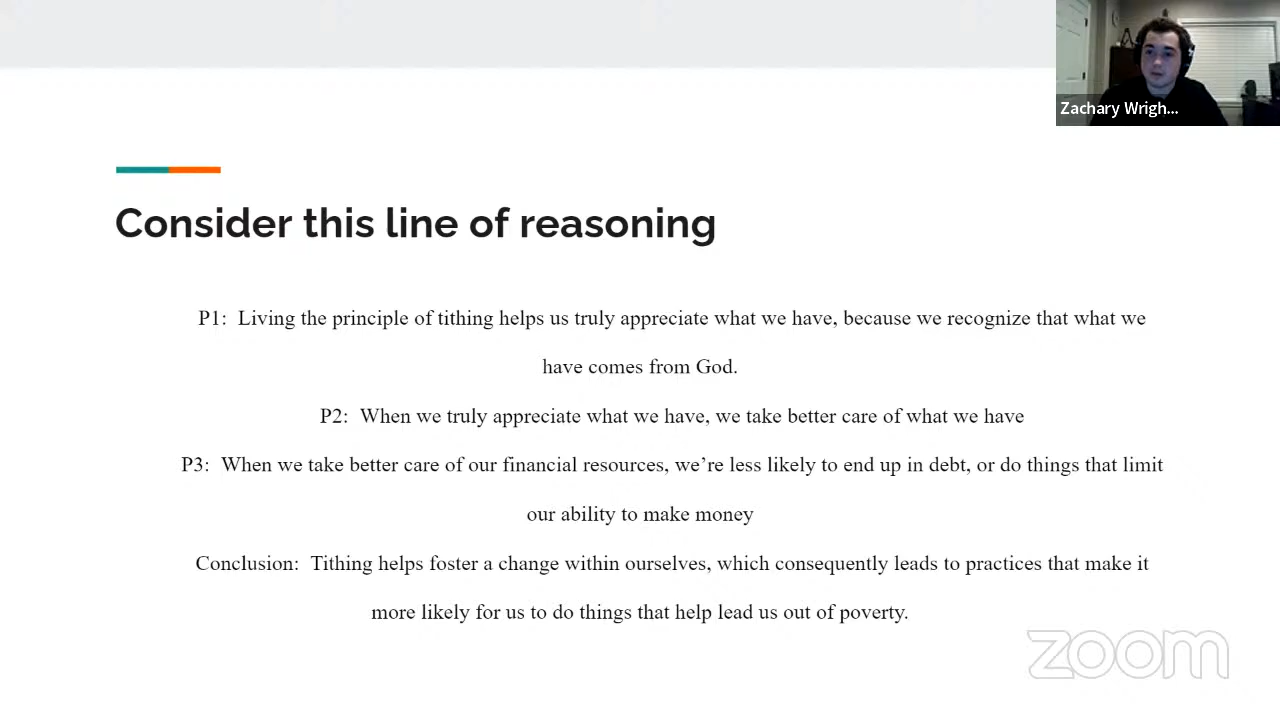 Zachary Wrigh...
Consider this line of reasoning
P1: Living the principle of tithing helps us truly appreciate what we have, because we recognize that what we
have comes from God.
P2: When we truly appreciate what we have, we take better care of what we have
P3: When we take better care of our financial resources, we’re less likely to end up in debt, or do things that limit
our ability to make money
Conclusion: Tithing helps foster a change within ourselves, which consequently leads to practices that make it
more likely for us to do things that help lead us out of poverty.
zoom